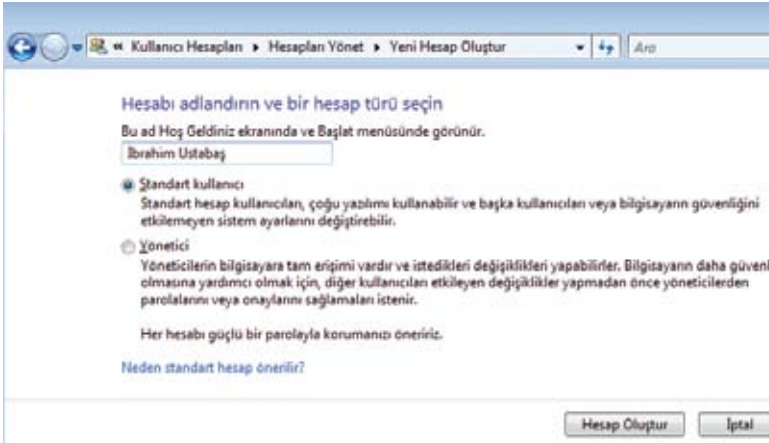 « Kullanıcı Hesapları ▸ Hesapları Yönet ▸ Yeni Hesap Oluştur
Ara
Hesabı adlandırın ve bir hesap türü seçin
Bu ad Hoş Geldiniz ekranında ve Başlat menüsünde görünür.
İbrahim Ustabaş
Standart kullanıcı
Standart hesap kullanıcıları, çoğu yazılımı kullanabilir ve başka kullanıcıları veya bilgisayarın güvenliğini
etkilemeyen sistem ayarlarını değiştirebilir.
Yönetici
Yöneticilerin bilgisayara tam erişimi vardır ve istedikleri değişiklikleri yapabilirler. Bilgisayarın daha güvenl
olmasına yardımcı olmak için, diğer kullanıcıları etkileyen değişiklikler yapmadan önce yöneticilerden
parolalarını veya onaylarını sağlamaları istenir.
Her hesabı güçlü bir parolayla korumanızı öneririz.
Neden standart hesap önerilir?
Hesap Oluştur
İptal